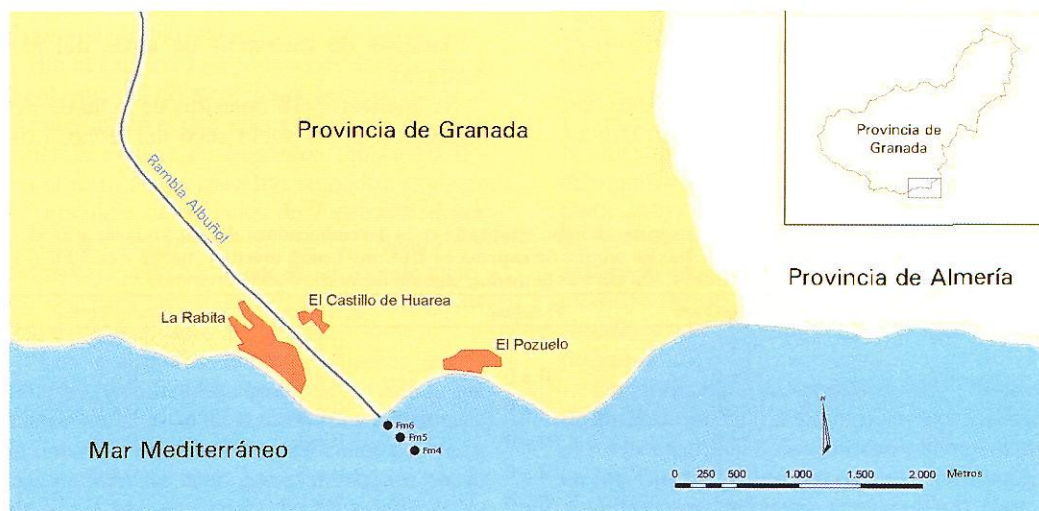 Provincia de Granada
Provincia de
Granada
Rambla Albuñol
Provincia de Almería
El Castillo de Huarea
La Rabita
El Pozuelo
Fm6
Fm5
Fm4
Mar Mediterráneo
N
0 250 500 1.000 1.500 2.000 Metros